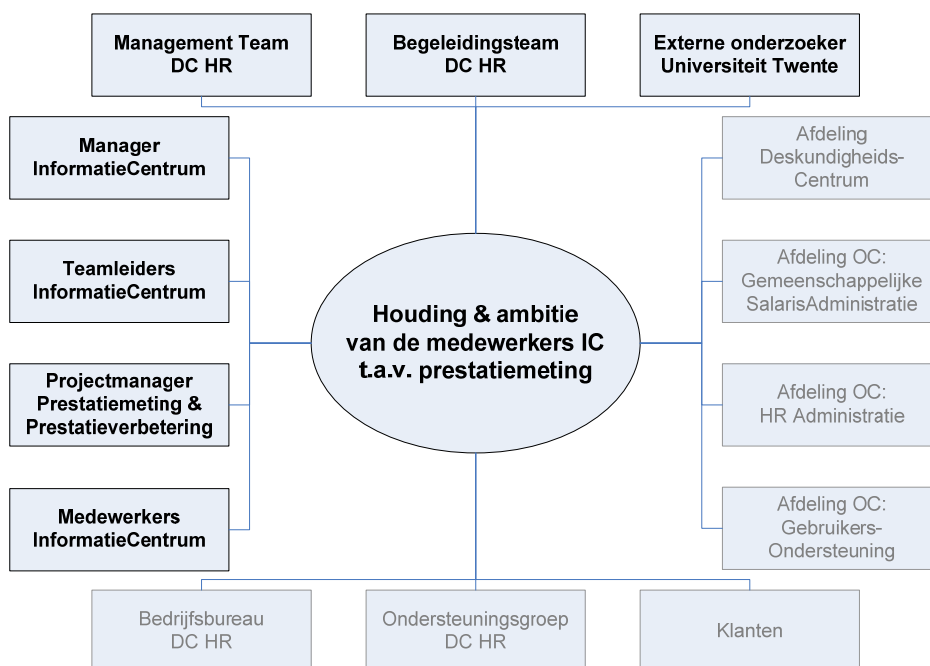 Management Team
DC HR
Begeleidingsteam
DC HR
Externe onderzoeker
Universiteit Twente
Manager
InformatieCentrum
Teamleiders
InformatieCentrum
Projectmanager
Prestatiemeting &
Prestatieverbetering
Medewerkers
InformatieCentrum
Houding & ambitie
van de medewerkers IC
t.a.v. prestatiemeting
Afdeling
Deskundigheids-
Centrum
Afdeling OC:
Gemeenschappelijke
SalarisAdministratie
Afdeling OC:
HR Administratie
Afdeling OC:
Gebruikers-
Ondersteuning
Bedrijfsbureau
DC HR
Ondersteuningsgroep
DC HR
Klanten